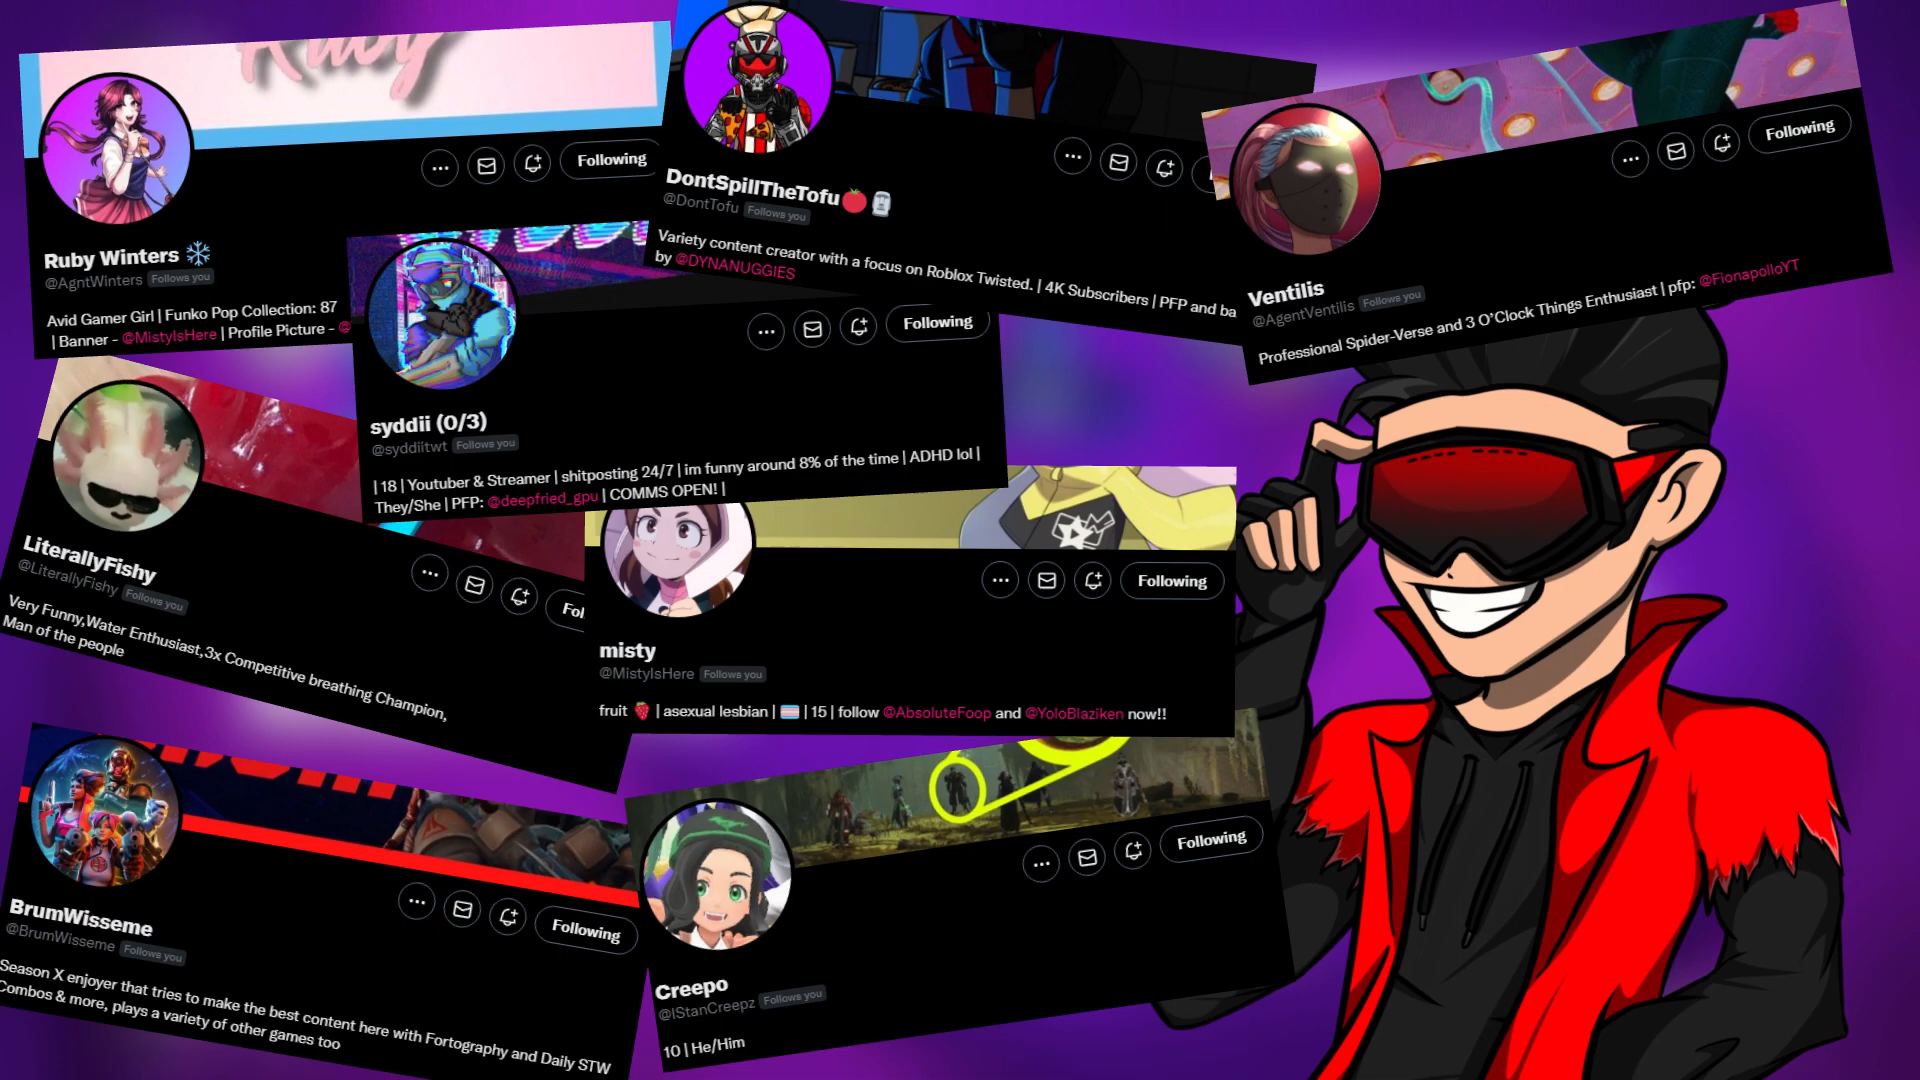 Ruby
Following
Ruby Winters
@AgntWinters Follows you
Avid Gamer Girl | Funko Pop Collection: 87
| Banner - @MistyIsHere | Profile Picture - @
DontSpillTheTofu
@DontTofu Follows you
Variety content creator with a focus on Roblox Twisted. | 4K Subscribers | PFP and ba
by @DYNANUGGIES
Following
Ventilis
@AgentVentilis Follows you
Professional Spider-Verse and 3 O'Clock Things Enthusiast | pfp: @FionapolloYT
Following
syddii (0/3)
@syddiitwt Follows you
| 18 | Youtuber & Streamer | shitposting 24/7 | im funny around 8% of the time | ADHD lol |
They/She | PFP: @deepfried_gpu | COMMS OPEN! |
Fol
LiterallyFishy
@LiterallyFishy Follows you
Very Funny,Water Enthusiast,3x Competitive breathing Champion,
Man of the people
Following
misty
@MistyIsHere Follows you
fruit 🍓 | asexual lesbian | 🏳️‍⚧️ | 15 | follow @AbsoluteFoop and @YoloBlaziken now!!
Following
BrumWisseme
@BrumWisseme Follows you
Season X enjoyer that tries to make the best content here with Fortography and Daily STW
Combos & more, plays a variety of other games too
Following
Creepo
@IStanCreepz Follows you
10 | He/Him